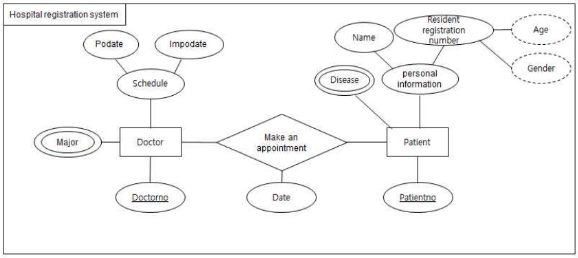 Hospital registration system
Podate
Impodate
Schedule
Major
Doctor
Doctorno
Make an
appointment
Date
Name
Resident
registration
number
Age
Gender
Disease
personal
information
Patient
Patientno